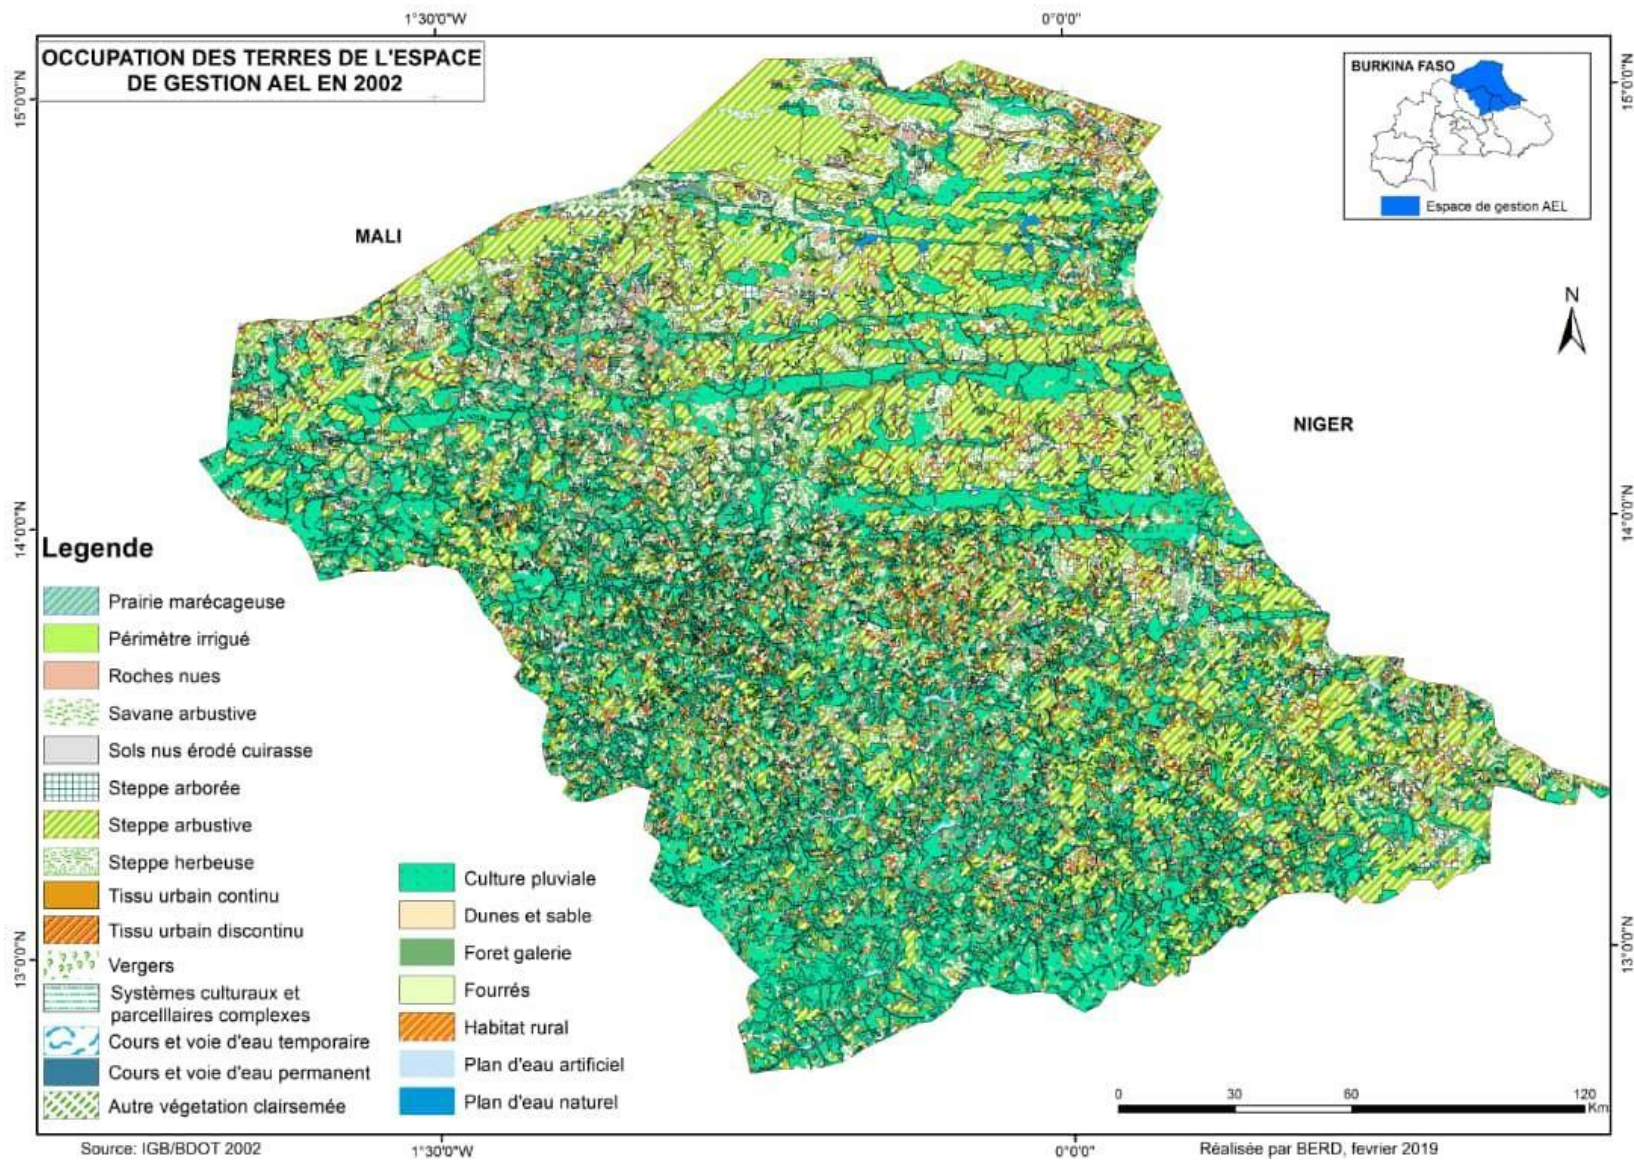 1°30'0"W
0°0'0"
OCCUPATION DES TERRES DE L'ESPACE
DE GESTION AEL EN 2002
BURKINA FASO
Espace de gestion AEL
15°0'0"N
15°0'0"N
MALI
N
NIGER
14°0'0"N
14°0'0"N
Legende
Prairie marécageuse
Périmètre irrigué
Roches nues
Savane arbustive
Sols nus érodé cuirasse
Steppe arborée
Steppe arbustive
Steppe herbeuse
Tissu urbain continu
Tissu urbain discontinu
Vergers
Systèmes culturaux et
parcelllaires complexes
Cours et voie d'eau temporaire
Cours et voie d'eau permanent
Autre végetation clairsemée
Culture pluviale
Dunes et sable
Foret galerie
Fourrés
Habitat rural
Plan d'eau artificiel
Plan d'eau naturel
13°0'0"N
13°0'0"N
0 30 60 120
Km
Source: IGB/BDOT 2002
1°30'0"W
0°0'0"
Réalisée par BERD, fevrier 2019